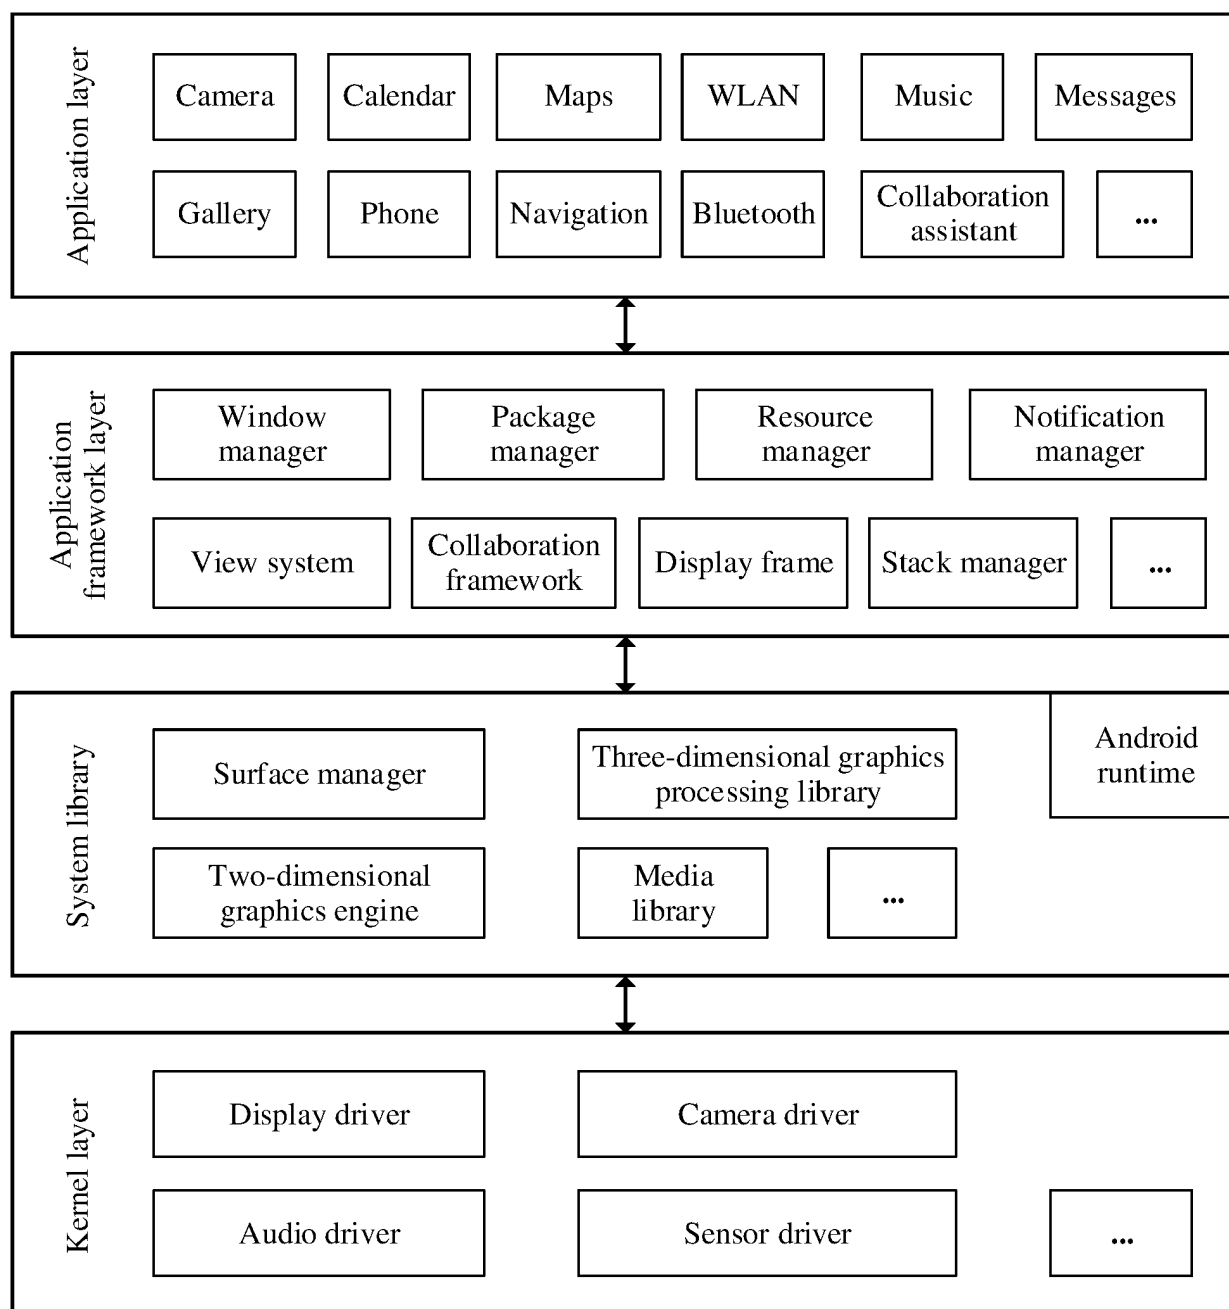 Application layer
Camera
Calendar
Maps
WLAN
Music
Messages
Gallery
Phone
Navigation
Bluetooth
Collaboration
assistant
...
Application
framework layer
Window
manager
Package
manager
Resource
manager
Notification
manager
View system
Collaboration
framework
Display frame
Stack manager
...
System library
Surface manager
Three-dimensional graphics
processing library
Android
runtime
Two-dimensional
graphics engine
Media
library
...
Kernel layer
Display driver
Camera driver
Audio driver
Sensor driver
...